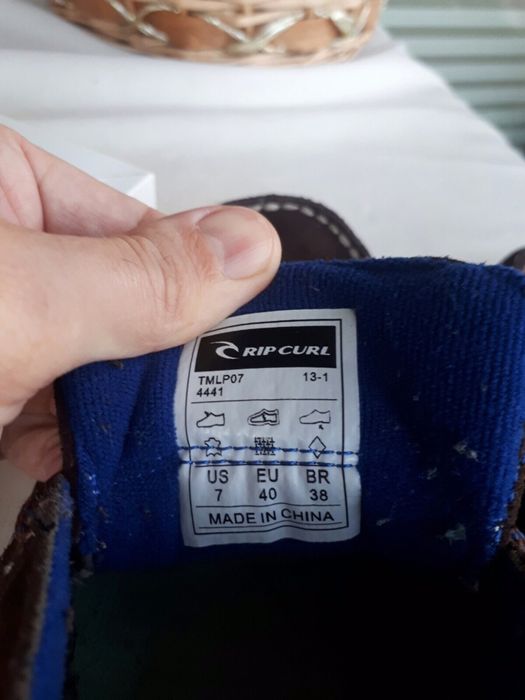 RIP CURL
TMLP07 13-1
4441
US EU BR
7 40 38
MADE IN CHINA